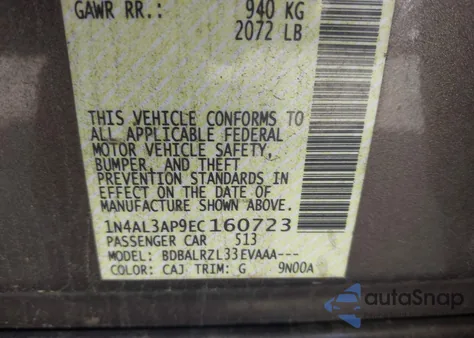 GAWR RR.: 940 KG
2072 LB
THIS VEHICLE CONFORMS TO
ALL APPLICABLE FEDERAL
MOTOR VEHICLE SAFETY,
BUMPER, AND THEFT
PREVENTION STANDARDS IN
EFFECT ON THE DATE OF
MANUFACTURE SHOWN ABOVE.
1N4AL3AP9EC160723
PASSENGER CAR 513
MODEL: BDBALRZL33EVAAA---
COLOR: CAJ TRIM: G 9N00A
autoSnap